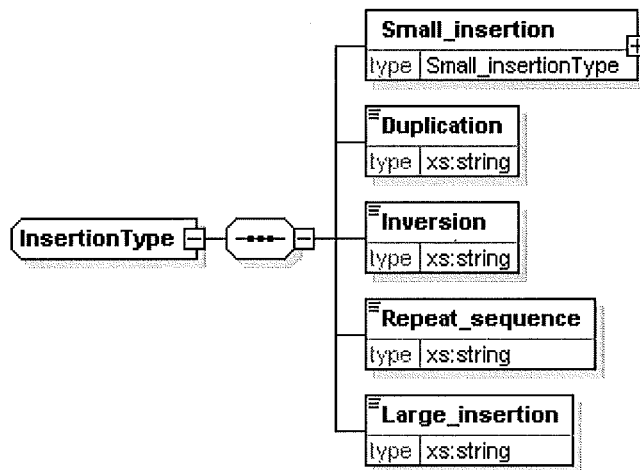 Small_insertion
type Small_insertionType
Duplication
type xs:string
Inversion
type xs:string
InsertionType
Repeat_sequence
type xs:string
Large_insertion
type xs:string